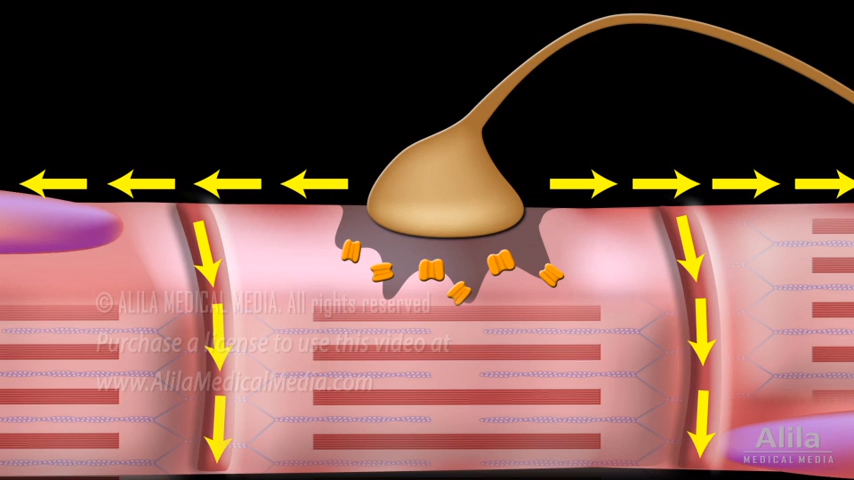 © ALILA MEDICAL MEDIA. All rights reserved
Purchase a license to use this video at
www.AlilaMedicalMedia.com
Alila
MEDICAL MEDIA